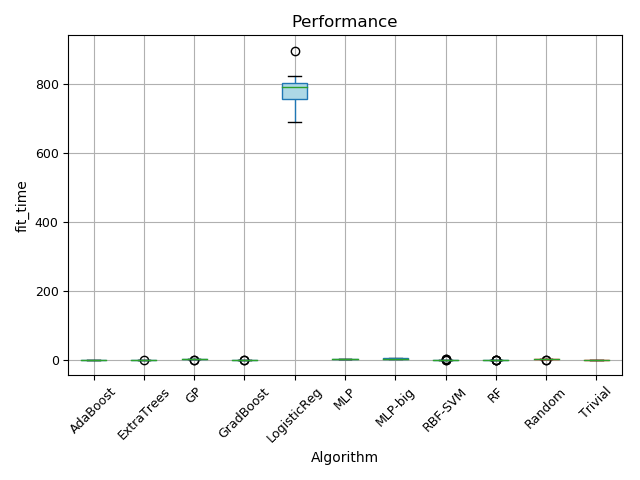 Performance
fit_time
800
600
400
200
0
AdaBoost
ExtraTrees
GP
GradBoost
LogisticReg
MLP
MLP-big
RBF-SVM
RF
Random
Trivial
Algorithm